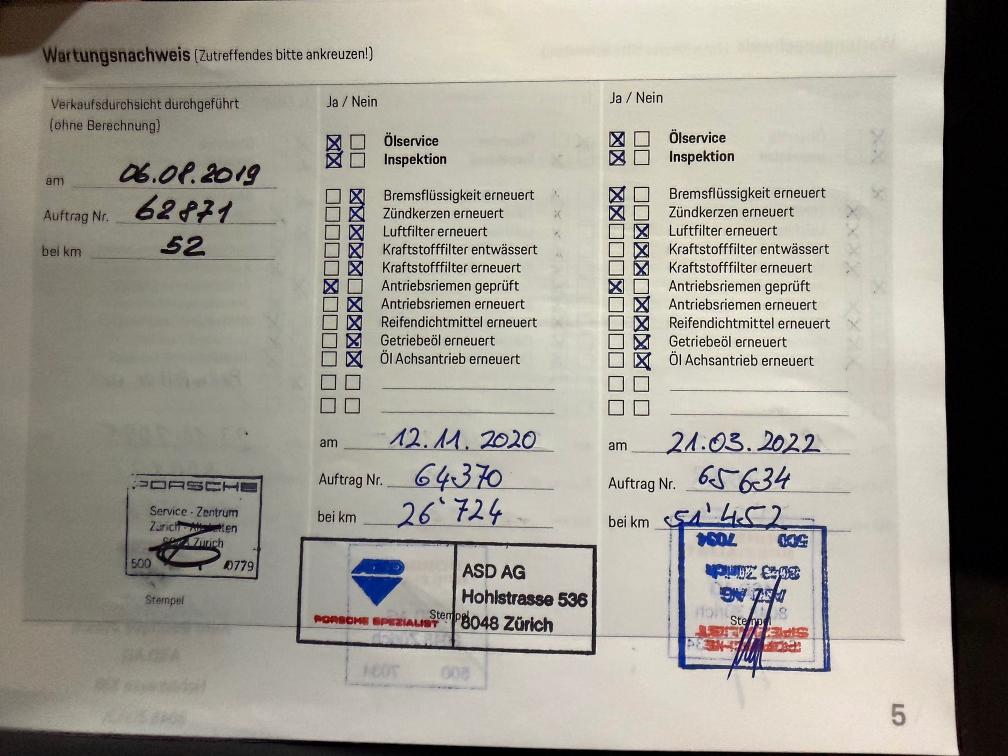 Wartungsnachweis (Zutreffendes bitte ankreuzen!)
Verkaufsdurchsicht durchgeführt
(ohne Berechnung)
am 06.08.2019
Auftrag Nr. 62871
bei km 52
PORSCHE
Service - Zentrum
Zürich
Zürich
500 0779
Stempel
Ja / Nein
Ölservice
Inspektion
Bremsflüssigkeit erneuert
Zündkerzen erneuert
Luftfilter erneuert
Kraftstofffilter entwässert
Kraftstofffilter erneuert
Antriebsriemen geprüft
Antriebsriemen erneuert
Reifendichtmittel erneuert
Getriebeöl erneuert
Öl Achsantrieb erneuert
am 12.11.2020
Auftrag Nr. 64370
bei km 26'724
ASD AG
Hohlstrasse 536
8048 Zürich
PORSCHE SPEZIALIST
Stempel
Ja / Nein
Ölservice
Inspektion
Bremsflüssigkeit erneuert
Zündkerzen erneuert
Luftfilter erneuert
Kraftstofffilter entwässert
Kraftstofffilter erneuert
Antriebsriemen geprüft
Antriebsriemen erneuert
Reifendichtmittel erneuert
Getriebeöl erneuert
Öl Achsantrieb erneuert
am 21.03.2022
Auftrag Nr. 65634
bei km 51'452
500 7034
Zürich
AG
Stempel
5